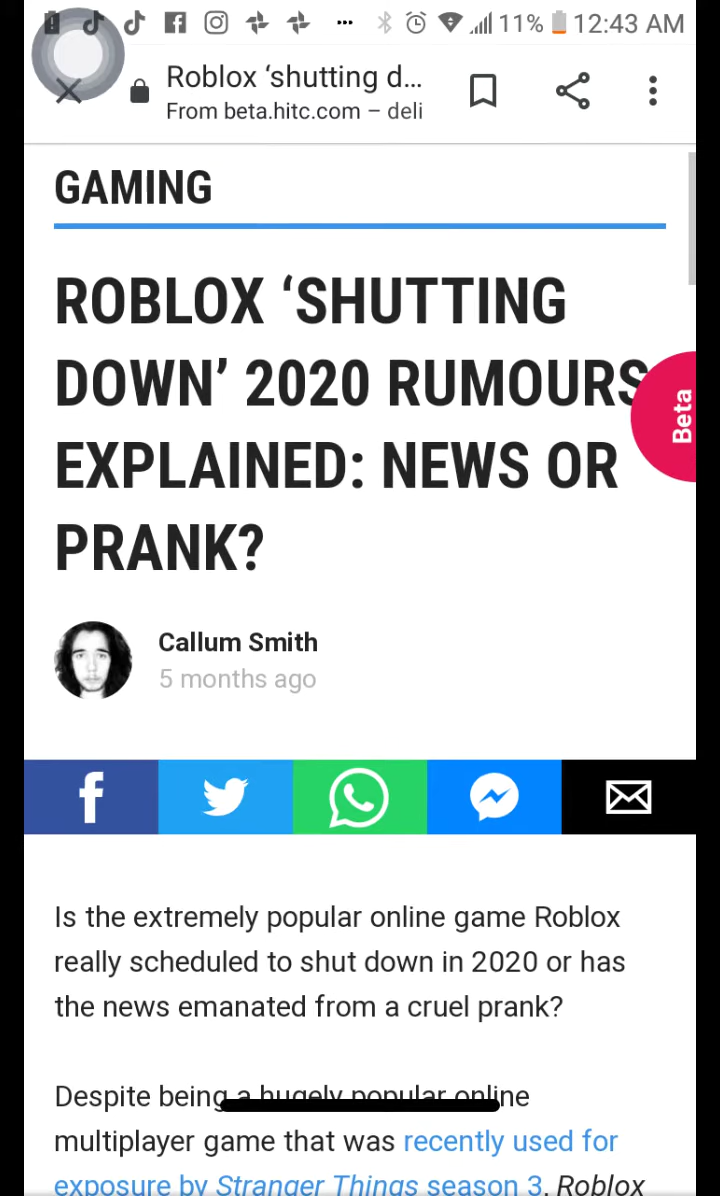 11% 12:43 AM
Roblox ‘shutting d...
From beta.hitc.com – deli
GAMING
ROBLOX ‘SHUTTING
DOWN’ 2020 RUMOURS
Beta
EXPLAINED: NEWS OR
PRANK?
Callum Smith
5 months ago
Is the extremely popular online game Roblox
really scheduled to shut down in 2020 or has
the news emanated from a cruel prank?
Despite being a hugely popular online
multiplayer game that was recently used for
exposure by Stranger Things season 3, Roblox